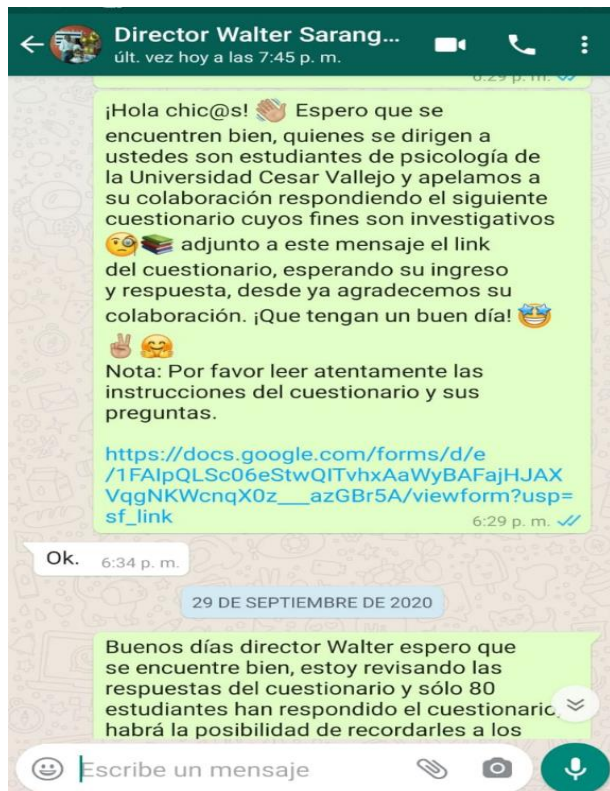 Director Walter Sarang...
últ. vez hoy a las 7:45 p. m.
6:29 p. m.
¡Hola chic@s! 👋🏼 Espero que se
encuentren bien, quienes se dirigen a
ustedes son estudiantes de psicología de
la Universidad Cesar Vallejo y apelamos a
su colaboración respondiendo el siguiente
cuestionario cuyos fines son investigativos
🧐📚 adjunto a este mensaje el link
del cuestionario, esperando su ingreso
y respuesta, desde ya agradecemos su
colaboración. ¡Que tengan un buen día! 🤩
✌🏼 🤗
Nota: Por favor leer atentamente las
instrucciones del cuestionario y sus
preguntas.
https://docs.google.com/forms/d/e
/1FAIpQLSc06eStwQITvhxAaWyBAFajHJAX
VqgNKWcnqX0z___azGBr5A/viewform?usp=
sf_link
6:29 p. m.
Ok. 6:34 p. m.
29 DE SEPTIEMBRE DE 2020
Buenos días director Walter espero que
se encuentre bien, estoy revisando las
respuestas del cuestionario y sólo 80
estudiantes han respondido el cuestionario,
habrá la posibilidad de recordarles a los
Escribe un mensaje